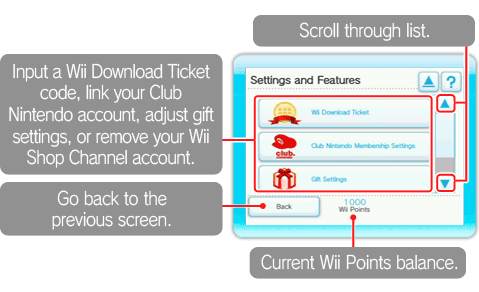 Scroll through list.
Input a Wii Download Ticket
code, link your Club
Nintendo account, adjust gift
settings, or remove your Wii
Shop Channel account.
Settings and Features
?
Wii Download Ticket
club.
Nintendo
Club Nintendo Membership Settings
Gift Settings
Go back to the
previous screen.
Back
1000
Wii Points
Current Wii Points balance.